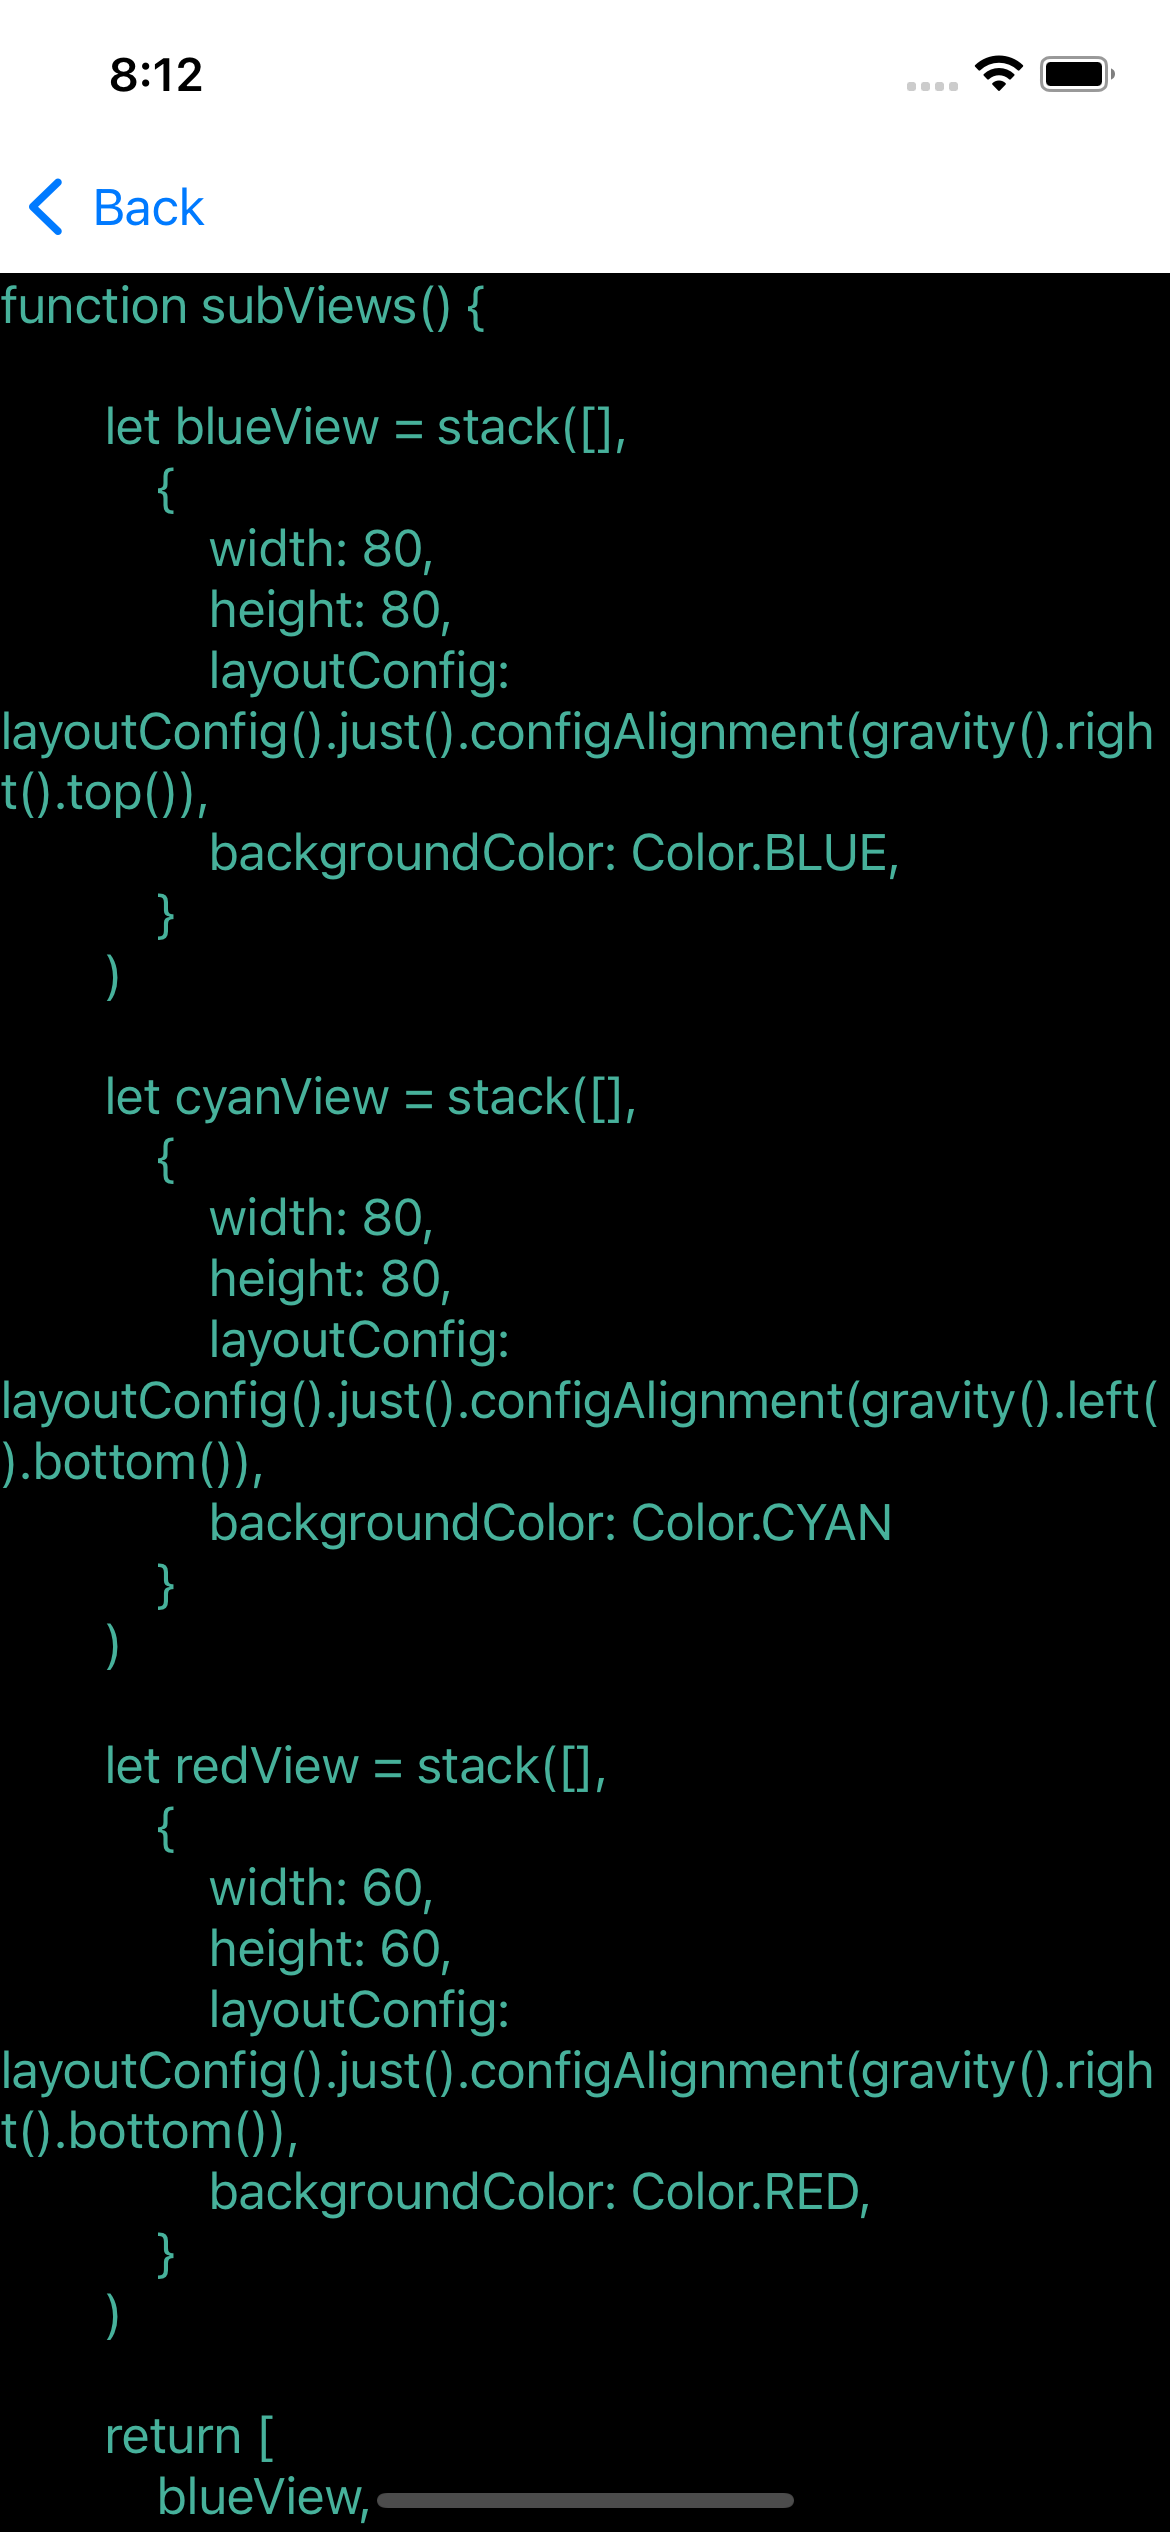 8:12
Back
function subViews() {
let blueView = stack([],
{
width: 80,
height: 80,
layoutConfig:
layoutConfig().just().configAlignment(gravity().righ
t().top()),
backgroundColor: Color.BLUE,
}
)
let cyanView = stack([],
{
width: 80,
height: 80,
layoutConfig:
layoutConfig().just().configAlignment(gravity().left(
).bottom()),
backgroundColor: Color.CYAN
}
)
let redView = stack([],
{
width: 60,
height: 60,
layoutConfig:
layoutConfig().just().configAlignment(gravity().righ
t().bottom()),
backgroundColor: Color.RED,
}
)
return [
blueView,